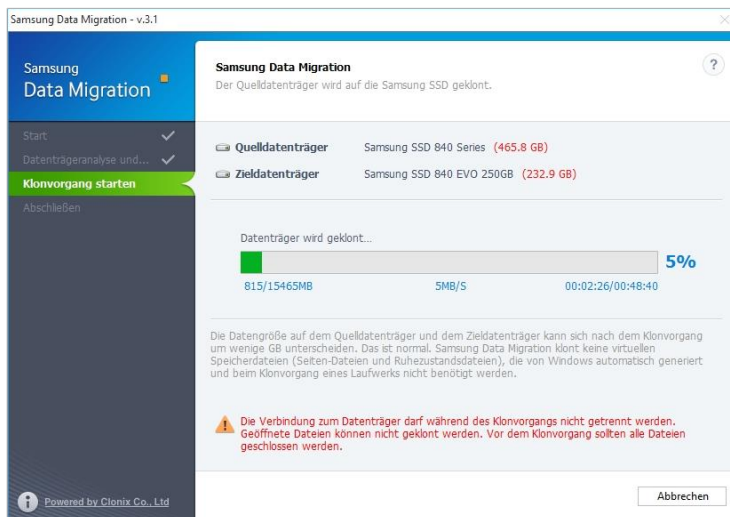 Samsung Data Migration - v.3.1
Samsung
Data Migration
Start
Datenträgeranalyse und...
Klonvorgang starten
Abschließen
Powered by Clonix Co., Ltd
Samsung Data Migration
Der Quelldatenträger wird auf die Samsung SSD geklont.
?
Quelldatenträger Samsung SSD 840 Series (465.8 GB)
Zieldatenträger Samsung SSD 840 EVO 250GB (232.9 GB)
Datenträger wird geklont...
5%
815/15465MB 5MB/S 00:02:26/00:48:40
Die Datengröße auf dem Quelldatenträger und dem Zieldatenträger kann sich nach dem Klonvorgang
um wenige GB unterscheiden. Das ist normal. Samsung Data Migration klont keine virtuellen
Speicherdateien (Seiten-Dateien und Ruhezustandsdateien), die von Windows automatisch generiert
und beim Klonvorgang eines Laufwerks nicht benötigt werden.
Die Verbindung zum Datenträger darf während des Klonvorgangs nicht getrennt werden.
Geöffnete Dateien können nicht geklont werden. Vor dem Klonvorgang sollten alle Dateien
geschlossen werden.
Abbrechen